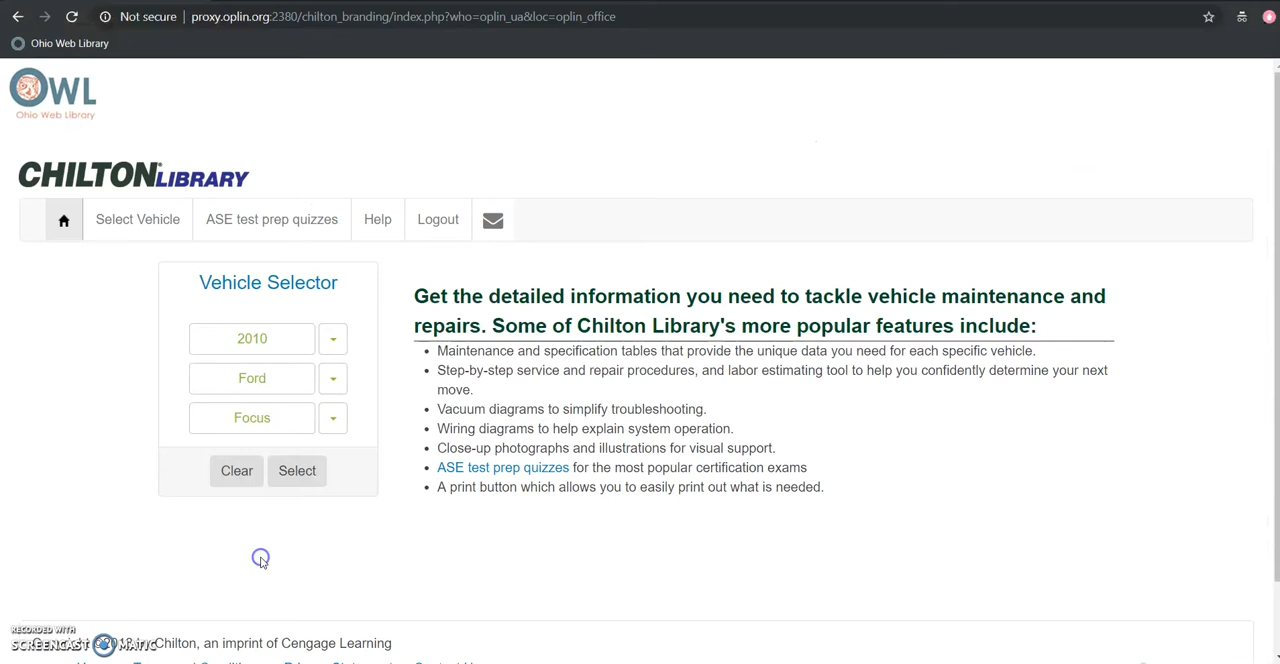 Not secure | proxy.oplin.org:2380/chilton_branding/index.php?who=oplin_ua&loc=oplin_office
Ohio Web Library
OWL
Ohio Web Library
CHILTON® LIBRARY
Select Vehicle
ASE test prep quizzes
Help
Logout
Vehicle Selector
2010
Ford
Focus
Clear
Select
Get the detailed information you need to tackle vehicle maintenance and
repairs. Some of Chilton Library's more popular features include:
• Maintenance and specification tables that provide the unique data you need for each specific vehicle.
• Step-by-step service and repair procedures, and labor estimating tool to help you confidently determine your next
move.
• Vacuum diagrams to simplify troubleshooting.
• Wiring diagrams to help explain system operation.
• Close-up photographs and illustrations for visual support.
• ASE test prep quizzes for the most popular certification exams
• A print button which allows you to easily print out what is needed.
RECORDED WITH
SCREENCAST MATIC
Chilton, an imprint of Cengage Learning